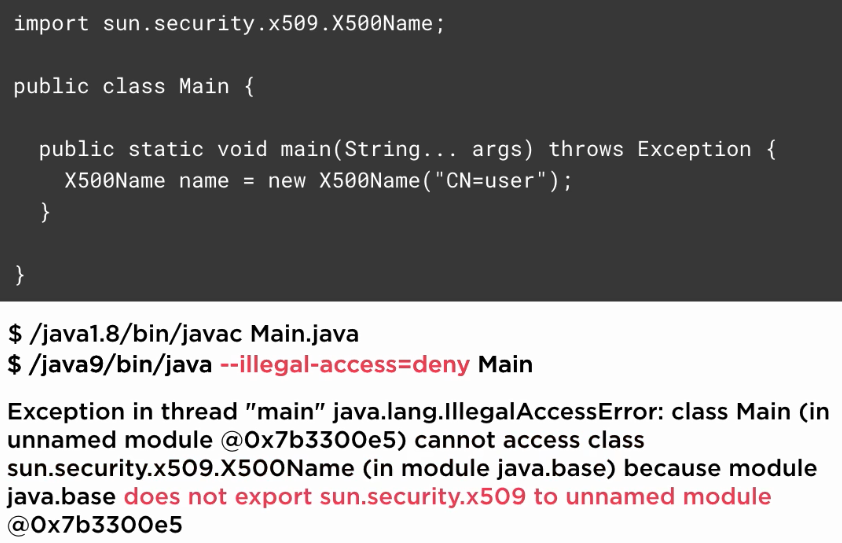 import sun.security.x509.X500Name;
public class Main {
public static void main(String... args) throws Exception {
X500Name name = new X500Name("CN=user");
}
}
$ /java1.8/bin/javac Main.java
$ /java9/bin/java --illegal-access=deny Main
Exception in thread "main" java.lang.IllegalAccessError: class Main (in
unnamed module @0x7b3300e5) cannot access class
sun.security.x509.X500Name (in module java.base) because module
java.base does not export sun.security.x509 to unnamed module
@0x7b3300e5